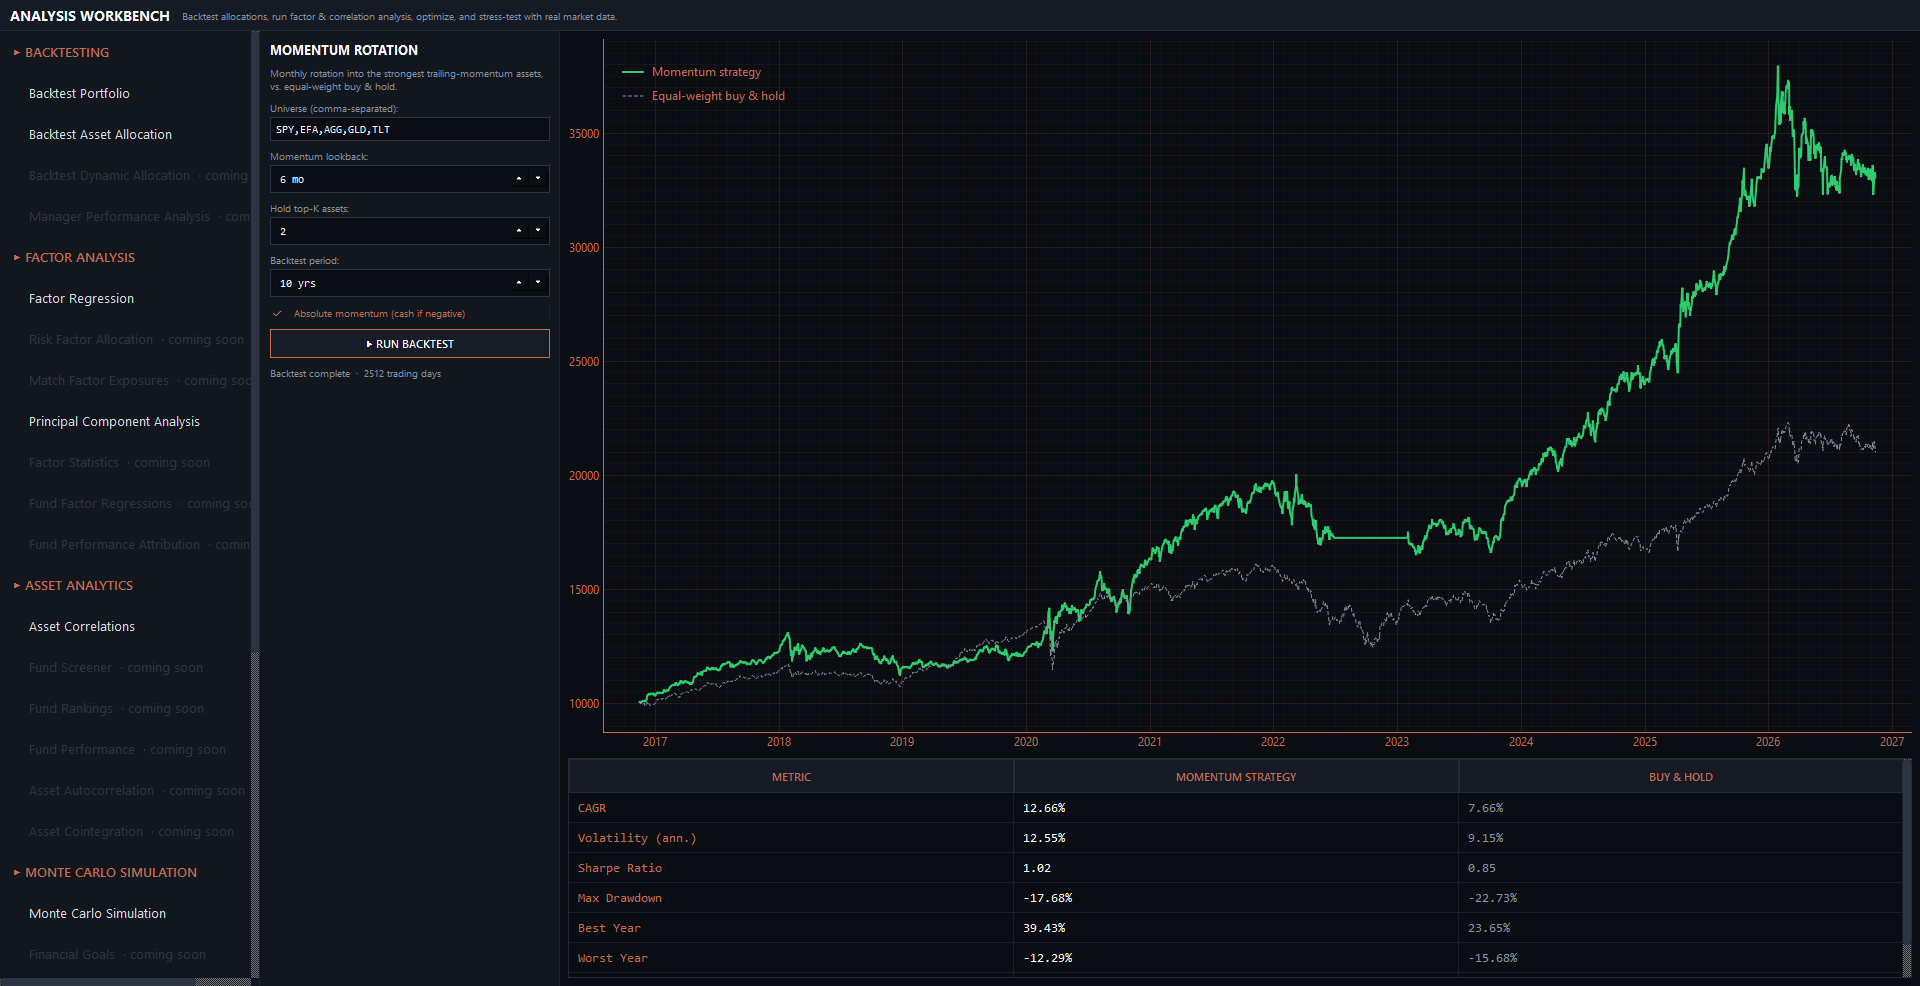 ANALYSIS WORKBENCH Backtest allocations, run factor & correlation analysis, optimize, and stress-test with real market data.
▸ BACKTESTING
Backtest Portfolio
Backtest Asset Allocation
Backtest Dynamic Allocation · coming
Manager Performance Analysis · com
▸ FACTOR ANALYSIS
Factor Regression
Risk Factor Allocation · coming soon
Match Factor Exposures · coming soo
Principal Component Analysis
Factor Statistics · coming soon
Fund Factor Regressions · coming soo
Fund Performance Attribution · comin
▸ ASSET ANALYTICS
Asset Correlations
Fund Screener · coming soon
Fund Rankings · coming soon
Fund Performance · coming soon
Asset Autocorrelation · coming soon
Asset Cointegration · coming soon
▸ MONTE CARLO SIMULATION
Monte Carlo Simulation
Financial Goals · coming soon
MOMENTUM ROTATION
Monthly rotation into the strongest trailing-momentum assets,
vs. equal-weight buy & hold.
Universe (comma-separated):
SPY,EFA,AGG,GLD,TLT
Momentum lookback:
6 mo
Hold top-K assets:
2
Backtest period:
10 yrs
Absolute momentum (cash if negative)
▸ RUN BACKTEST
Backtest complete · 2512 trading days
Momentum strategy
Equal-weight buy & hold
35000
30000
25000
20000
15000
10000
2017 2018 2019 2020 2021 2022 2023 2024 2025 2026 2027
METRIC MOMENTUM STRATEGY BUY & HOLD
CAGR 12.66% 7.66%
Volatility (ann.) 12.55% 9.15%
Sharpe Ratio 1.02 0.85
Max Drawdown -17.68% -22.73%
Best Year 39.43% 23.65%
Worst Year -12.29% -15.68%